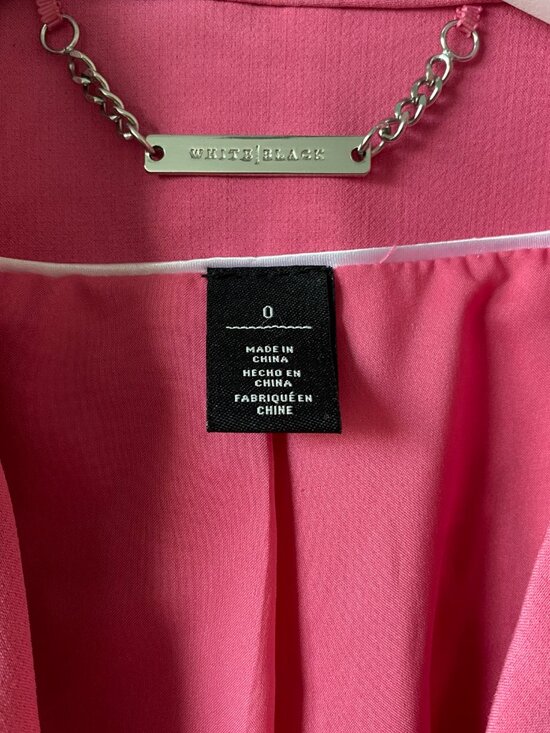 WHITE|BLACK
0
MADE IN
CHINA
HECHO EN
CHINA
FABRIQUÉ EN
CHINE